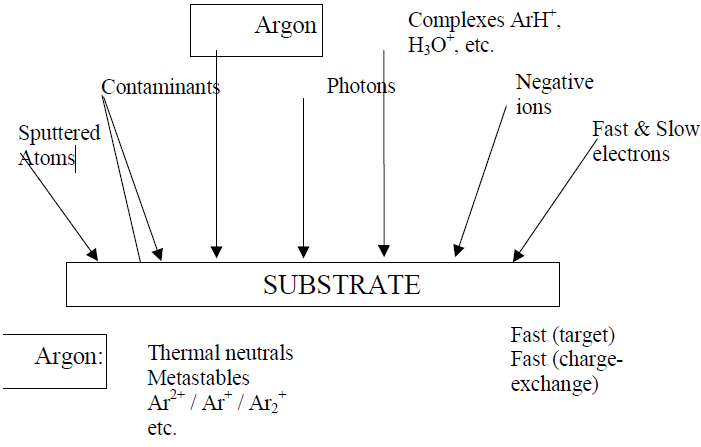 Argon
Complexes ArH⁺,
H₃O⁺, etc.
Contaminants
Photons
Negative
ions
Sputtered
Atoms
Fast & Slow
electrons
SUBSTRATE
Argon:
Thermal neutrals
Metastables
Ar²⁺ / Ar⁺ / Ar₂⁺
etc.
Fast (target)
Fast (charge-
exchange)